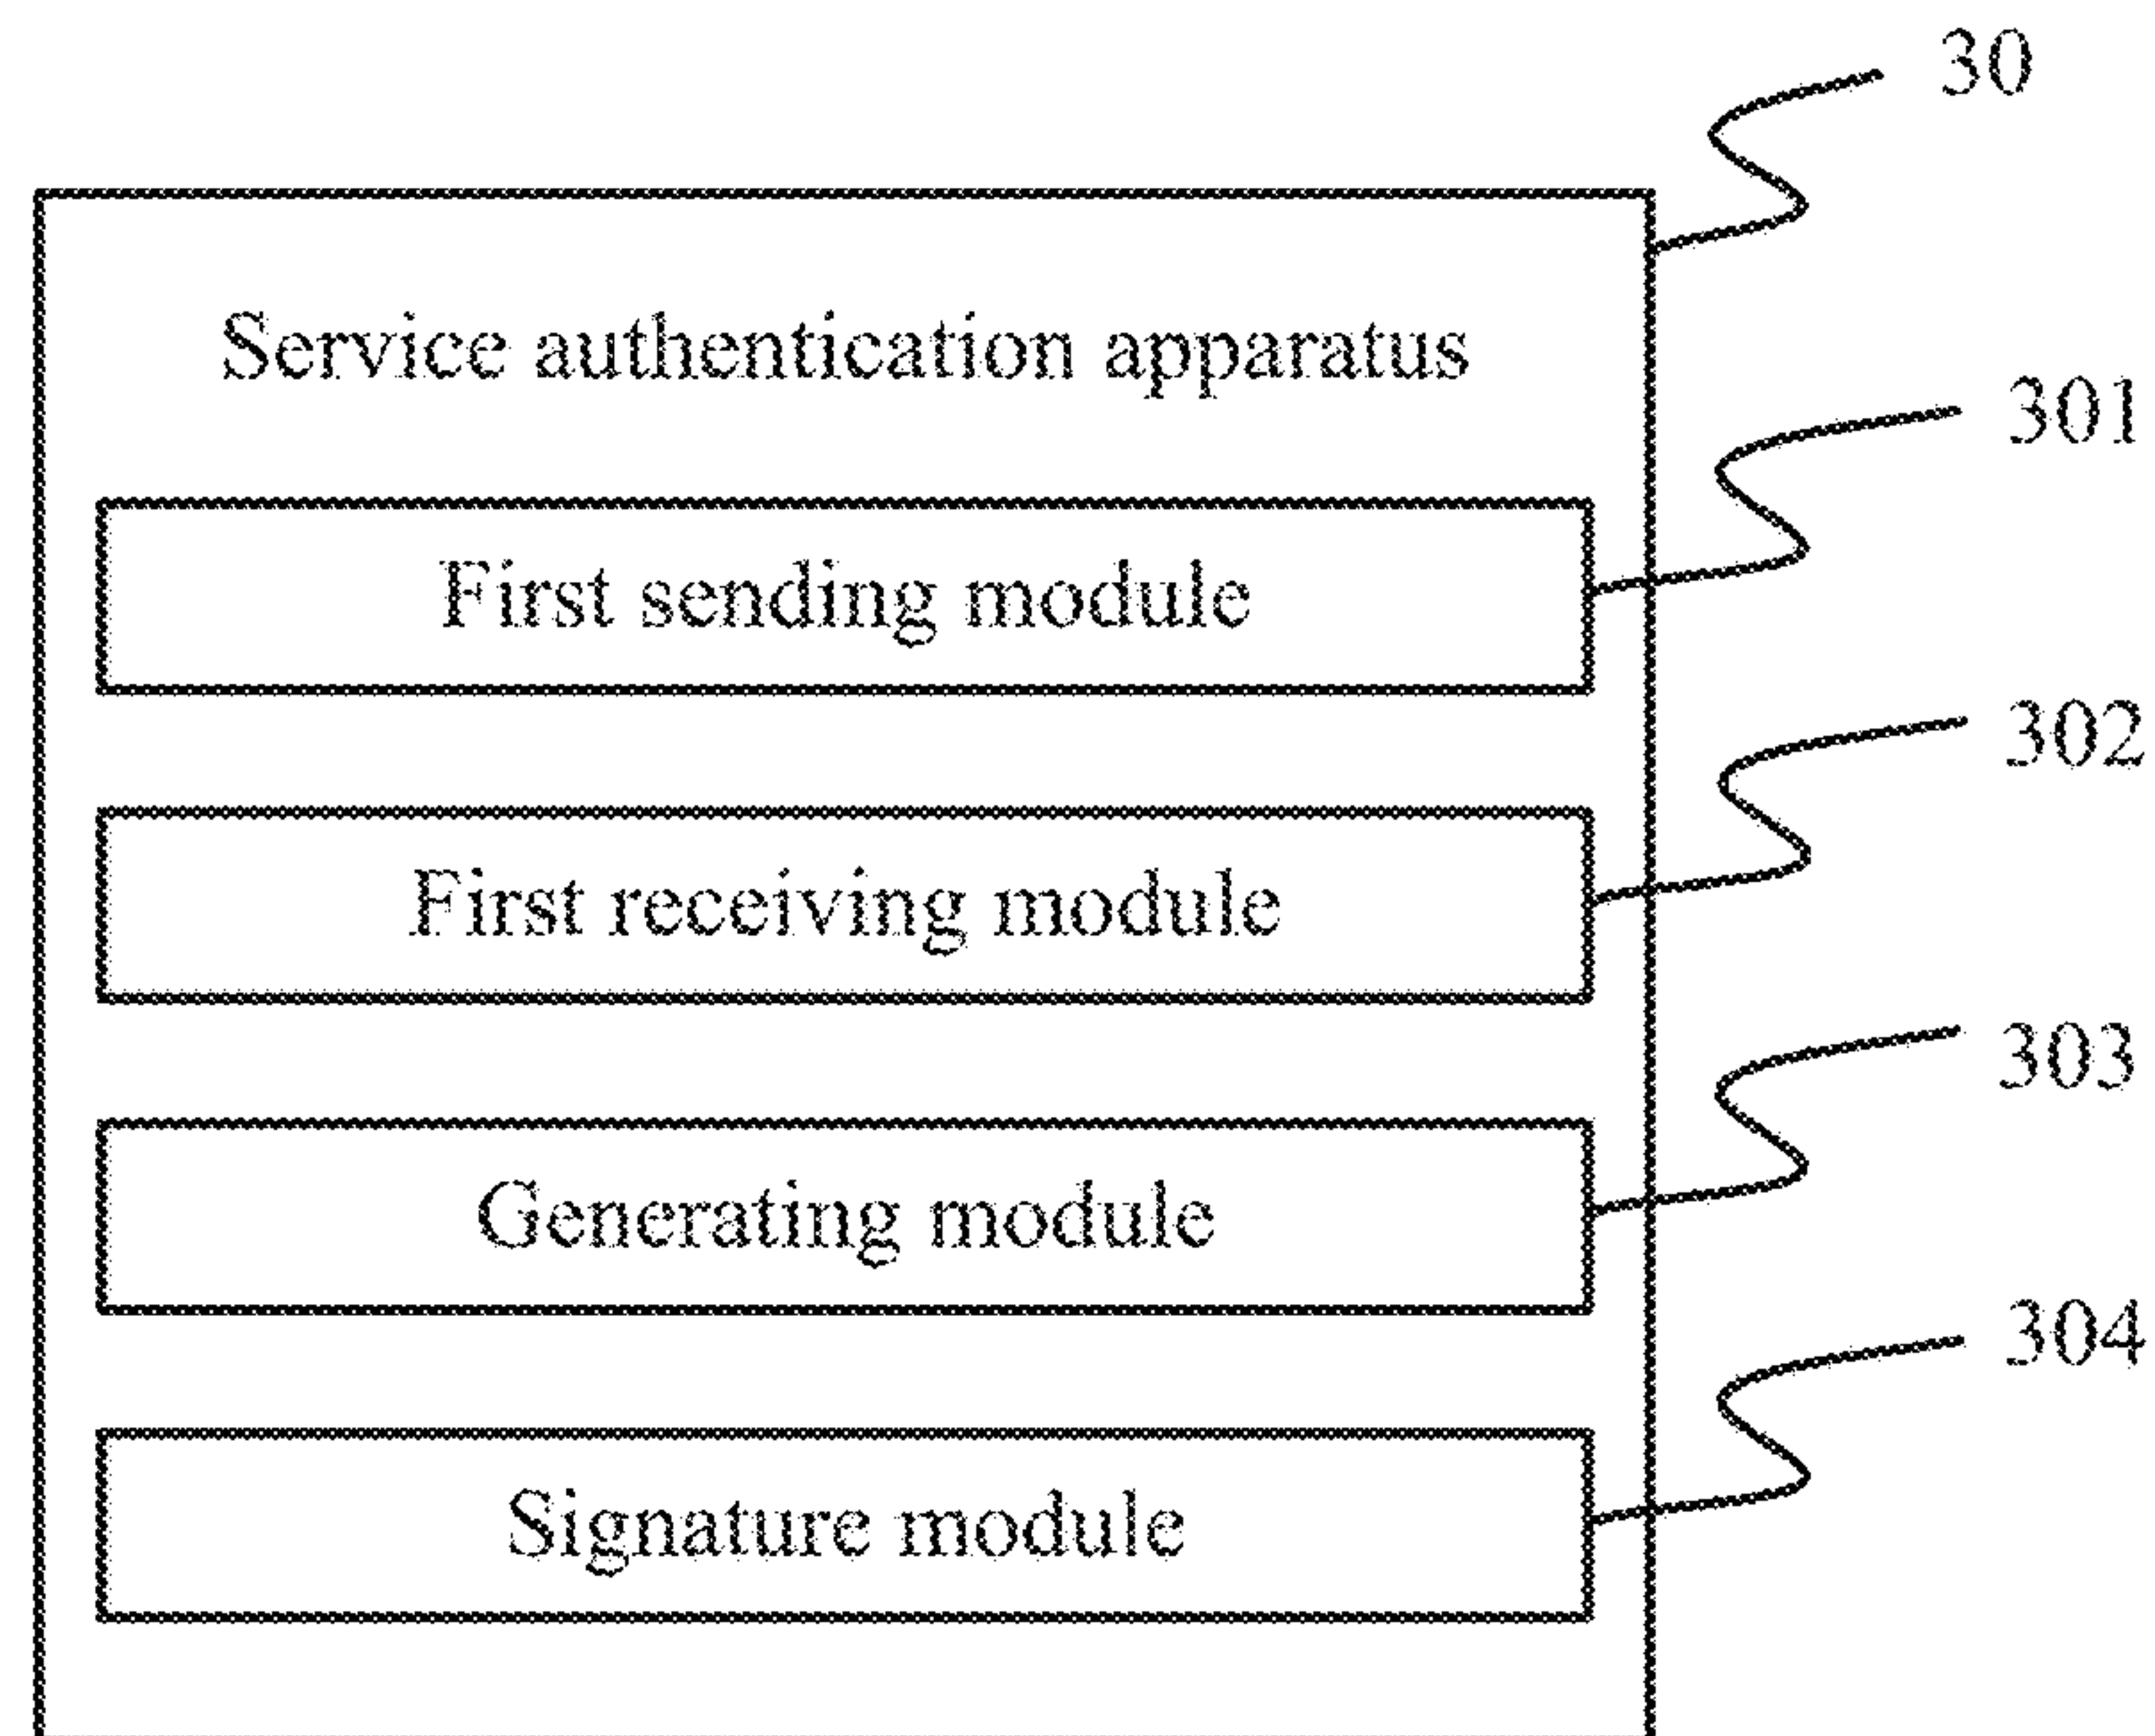 30
Service authentication apparatus
301
First sending module
302
First receiving module
303
Generating module
304
Signature module